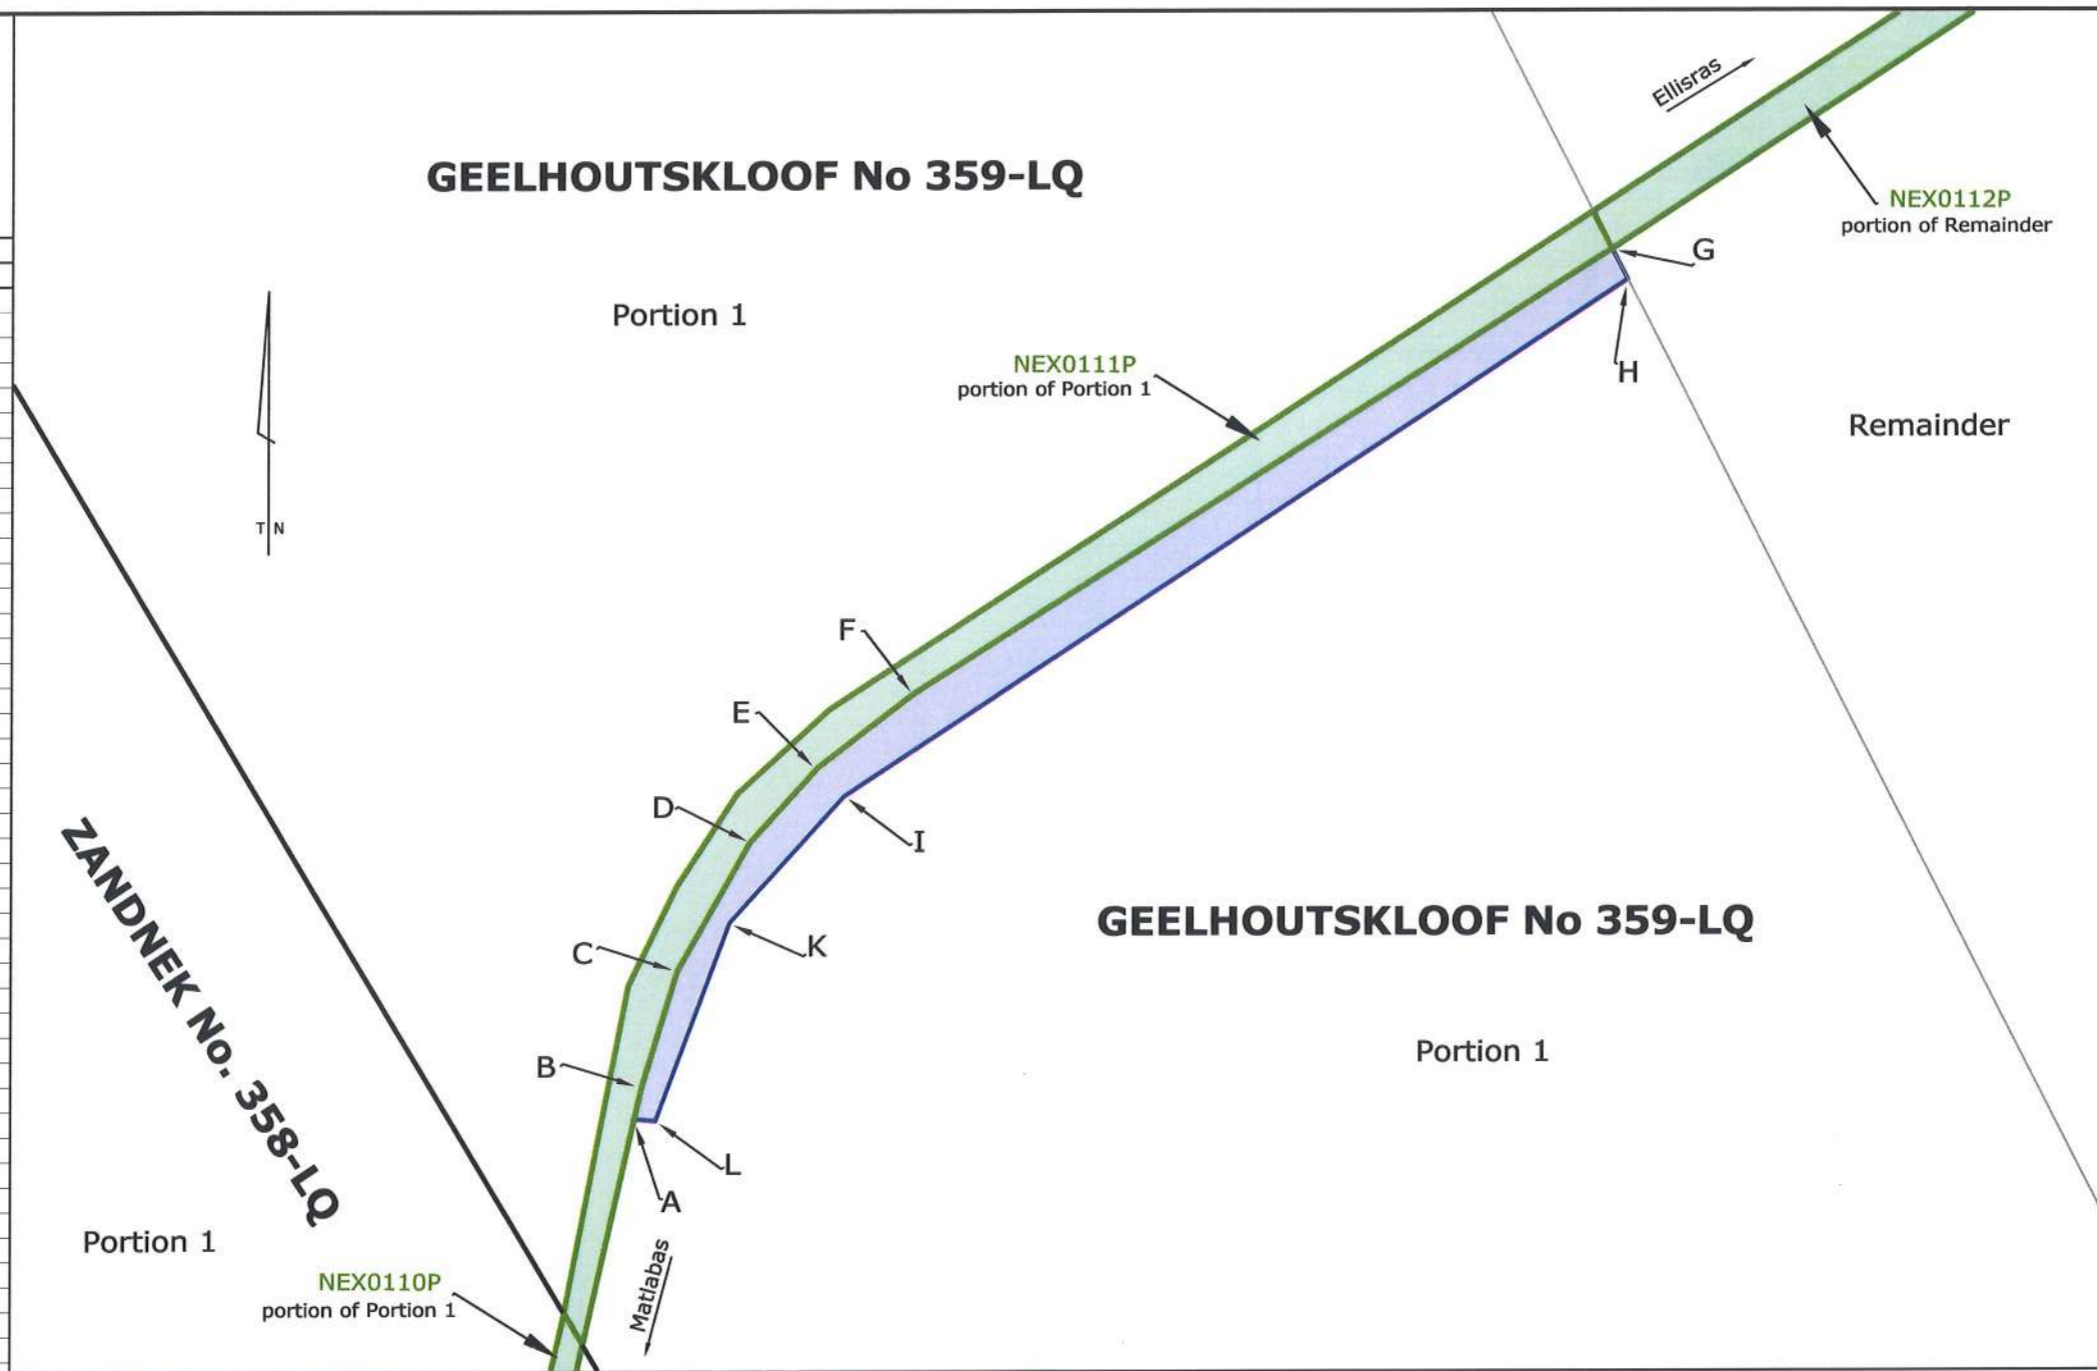 Ellisras
GEELHOUTSKLOOF No 359-LQ
NEX0112P
portion of Remainder
G
Portion 1
NEX0111P
portion of Portion 1
H
Remainder
T N
F
E
D
I
ZANDNEK No. 358-LQ
GEELHOUTSKLOOF No 359-LQ
C
K
Portion 1
B
L
A
Portion 1
Matlabas
NEX0110P
portion of Portion 1